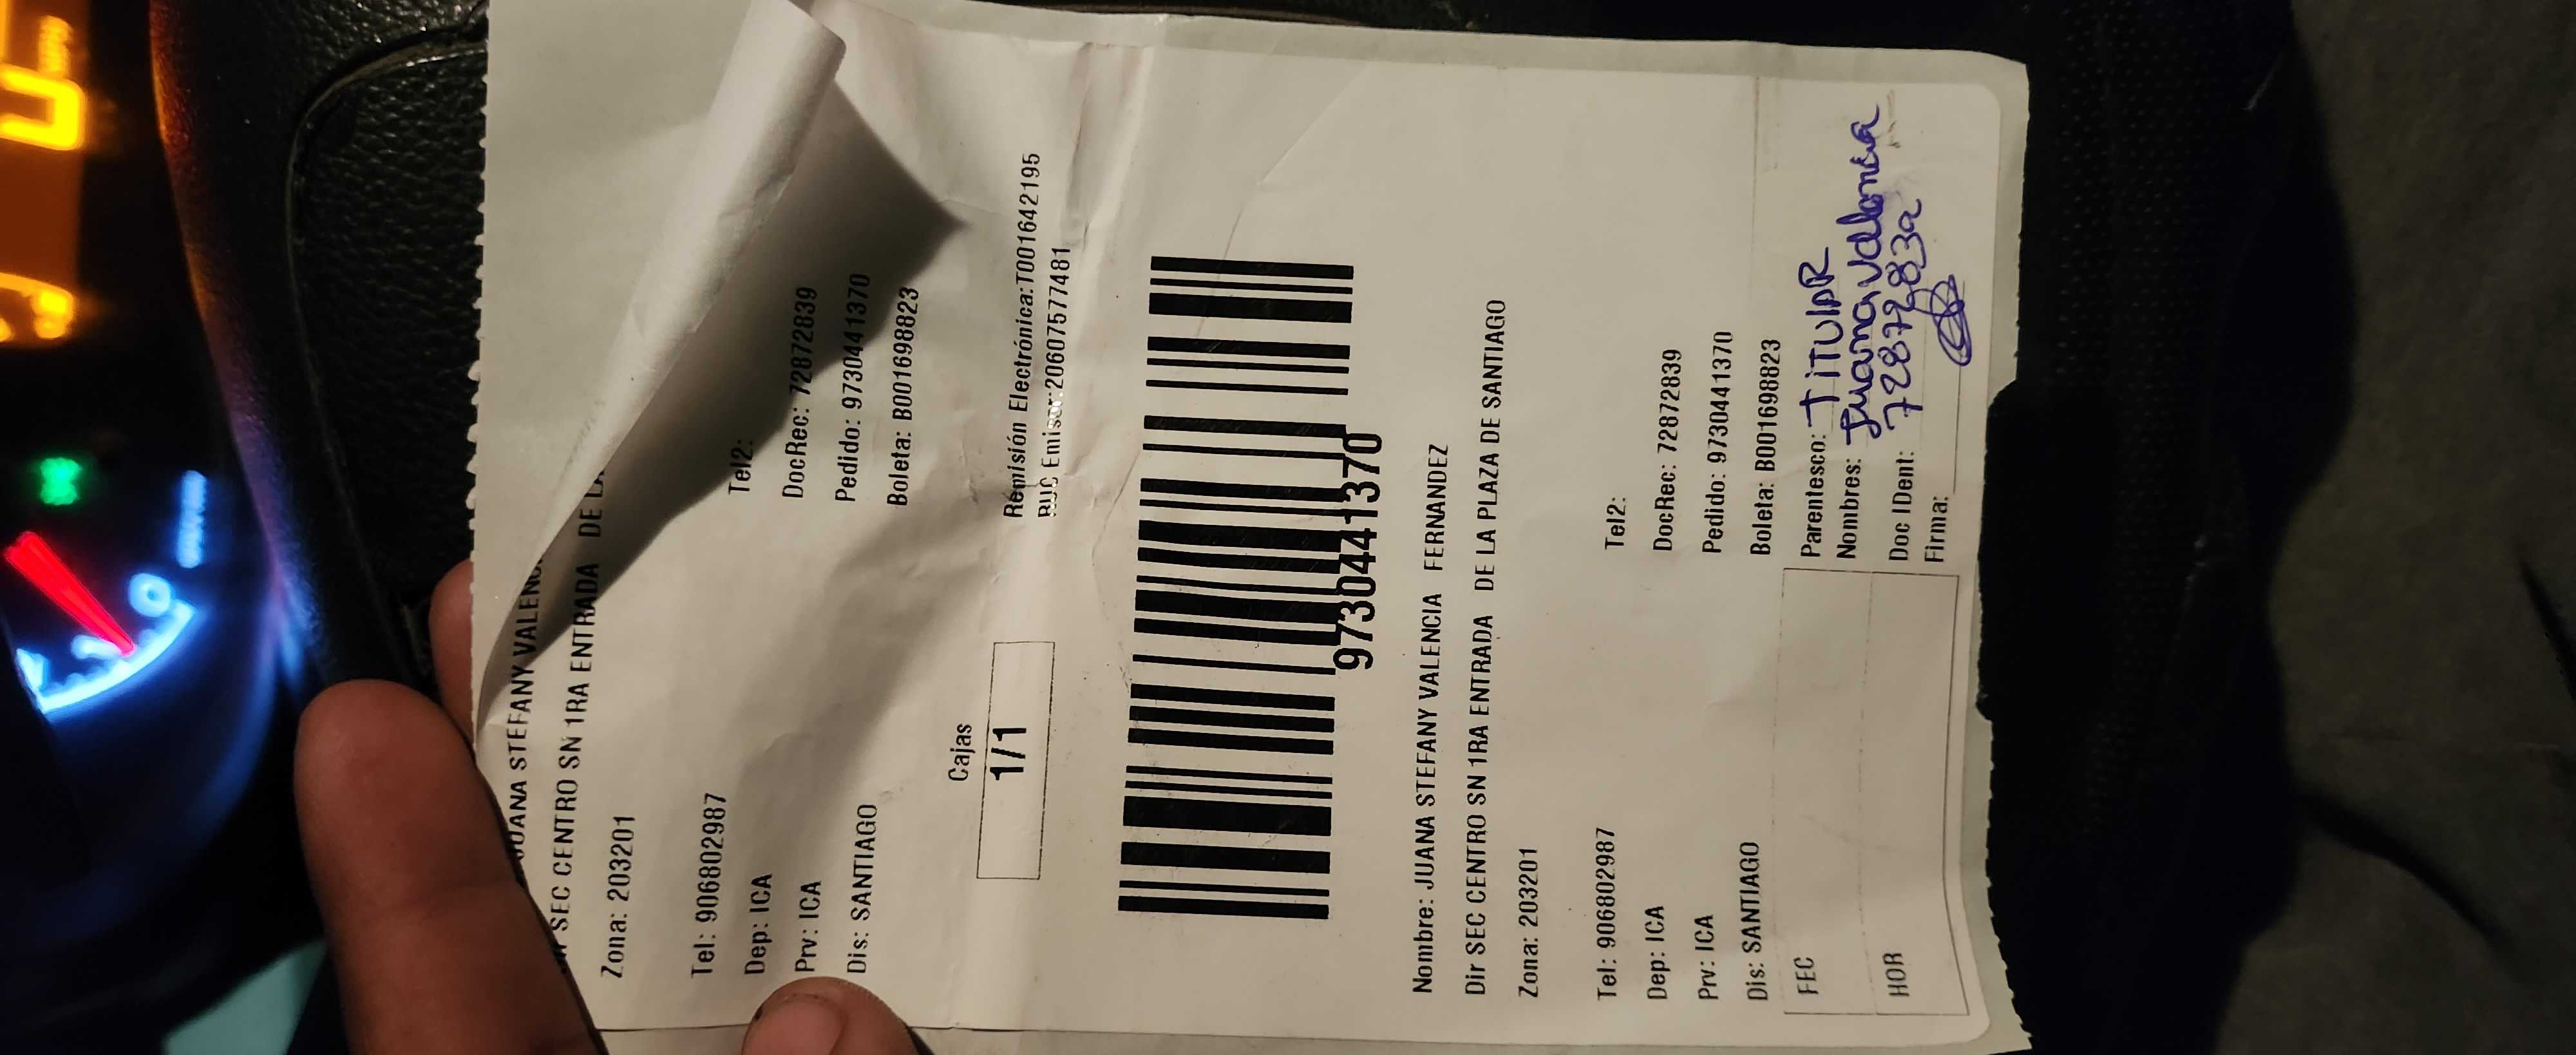 JUANA STEFANY VALENC
Dir SEC CENTRO SN 1RA ENTRADA DE LA
Zona: 203201
Tel: 906802987 Tel2:
Dep: ICA DocRec: 72872839
Prv: ICA Pedido: 9730441370
Dis: SANTIAGO Boleta: B001698823
Cajas
1/1
Remisión Electrónica:T001642195
RUC Emisor:20607577481
9730441370
Nombre: JUANA STEFANY VALENCIA FERNANDEZ
Dir SEC CENTRO SN 1RA ENTRADA DE LA PLAZA DE SANTIAGO
Zona: 203201
Tel: 906802987 Tel2:
Dep: ICA DocRec: 72872839
Prv: ICA Pedido: 9730441370
Dis: SANTIAGO Boleta: B001698823
FEC Parentesco: TITULAR
Nombres: Juana Valencia
HOR Doc IDent: 72872839
Firma: